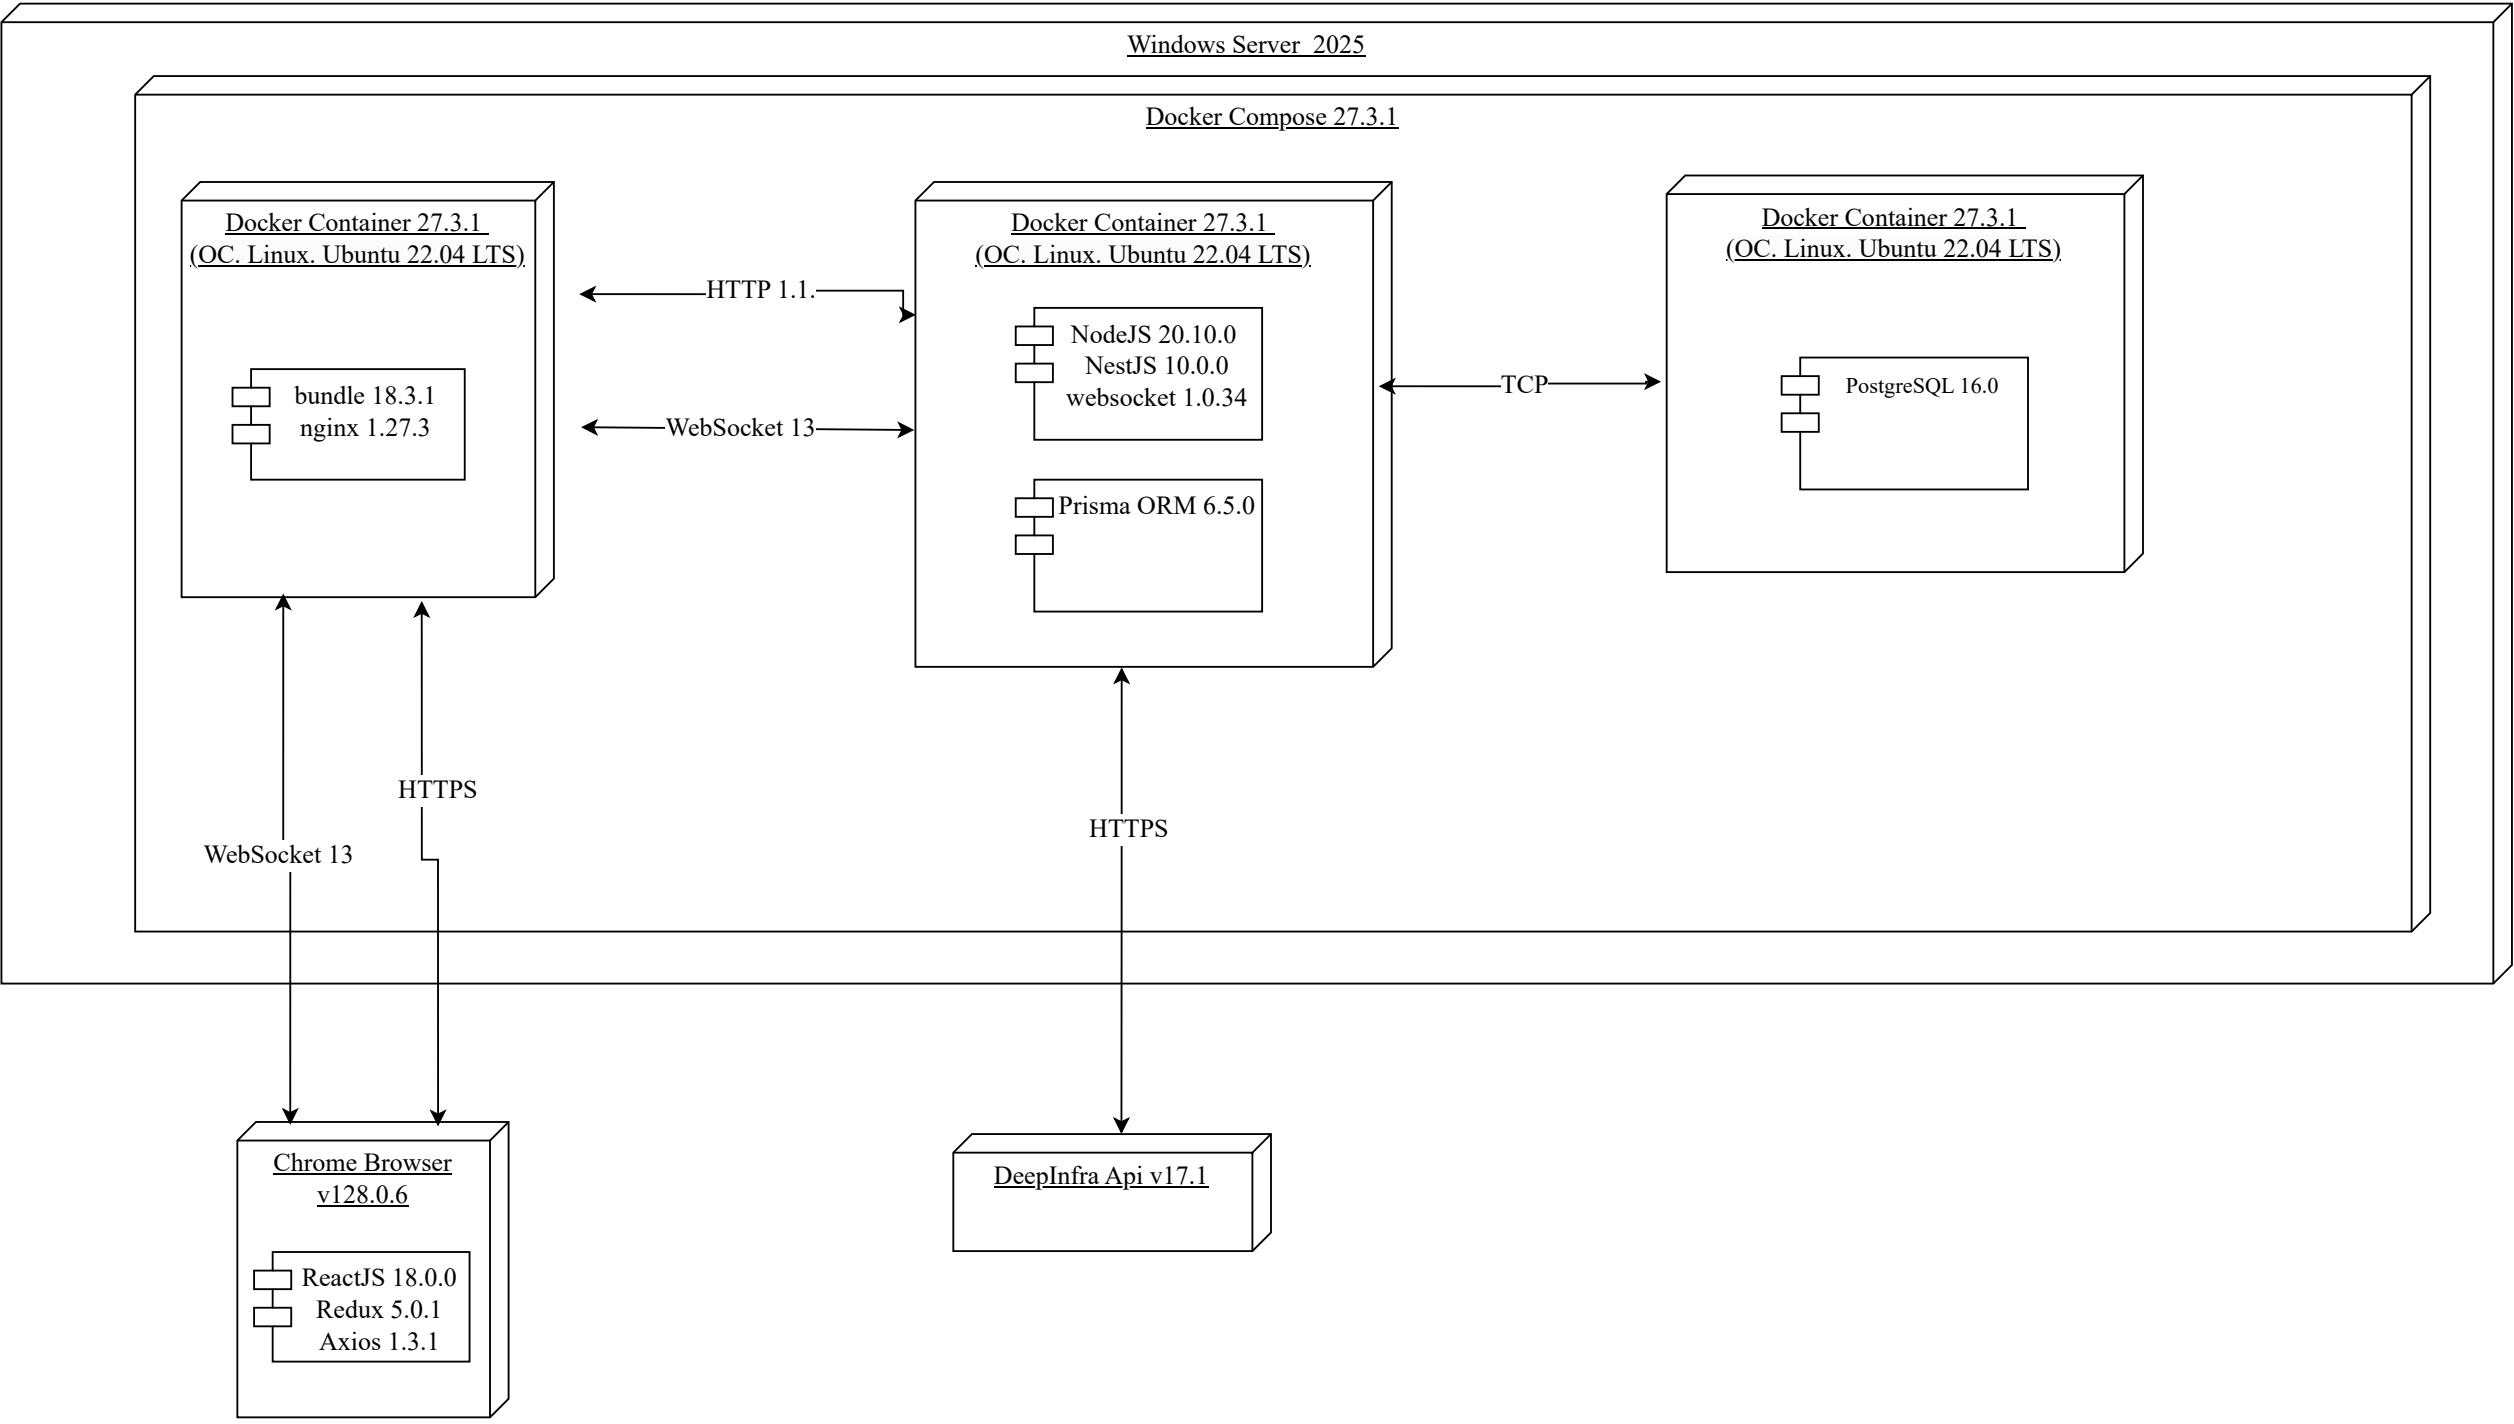 Windows Server  2025
Docker Compose 27.3.1
Docker Container 27.3.1
(OC. Linux. Ubuntu 22.04 LTS)
bundle 18.3.1
nginx 1.27.3
HTTP 1.1.
WebSocket 13
Docker Container 27.3.1
(OC. Linux. Ubuntu 22.04 LTS)
NodeJS 20.10.0
NestJS 10.0.0
websocket 1.0.34
Prisma ORM 6.5.0
TCP
Docker Container 27.3.1
(OC. Linux. Ubuntu 22.04 LTS)
PostgreSQL 16.0
HTTPS
WebSocket 13
HTTPS
Chrome Browser
v128.0.6
ReactJS 18.0.0
Redux 5.0.1
Axios 1.3.1
DeepInfra Api v17.1